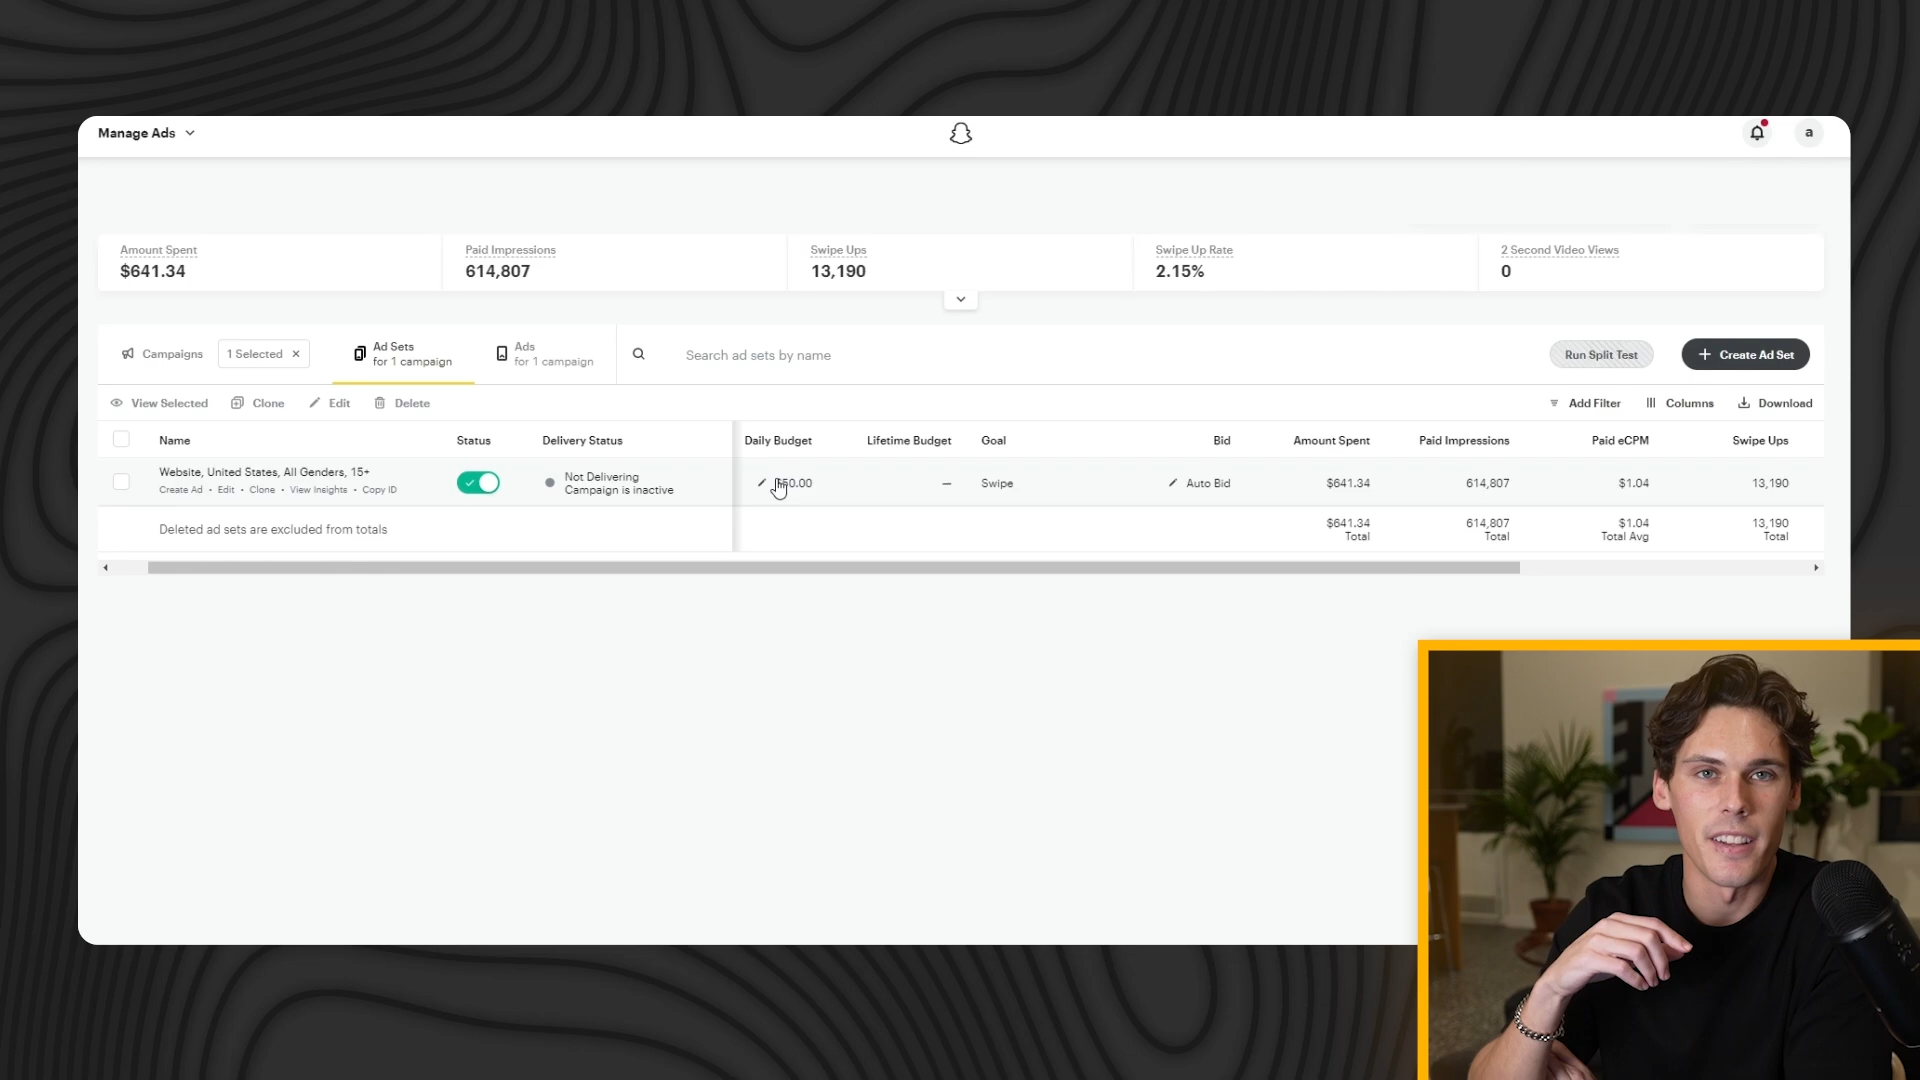 Manage Ads
a
Amount Spent
$641.34
Paid Impressions
614,807
Swipe Ups
13,190
Swipe Up Rate
2.15%
2 Second Video Views
0
Campaigns
1 Selected ×
Ad Sets
for 1 campaign
Ads
for 1 campaign
Search ad sets by name
Run Split Test
+ Create Ad Set
View Selected
Clone
Edit
Delete
Add Filter
Columns
Download
Name
Status
Delivery Status
Daily Budget
Lifetime Budget
Goal
Bid
Amount Spent
Paid Impressions
Paid eCPM
Swipe Ups
Website, United States, All Genders, 15+
Create Ad • Edit • Clone • View Insights • Copy ID
Not Delivering
Campaign is inactive
—
Swipe
Auto Bid
$641.34
614,807
$1.04
13,190
Deleted ad sets are excluded from totals
$641.34
Total
614,807
Total
$1.04
Total Avg
13,190
Total